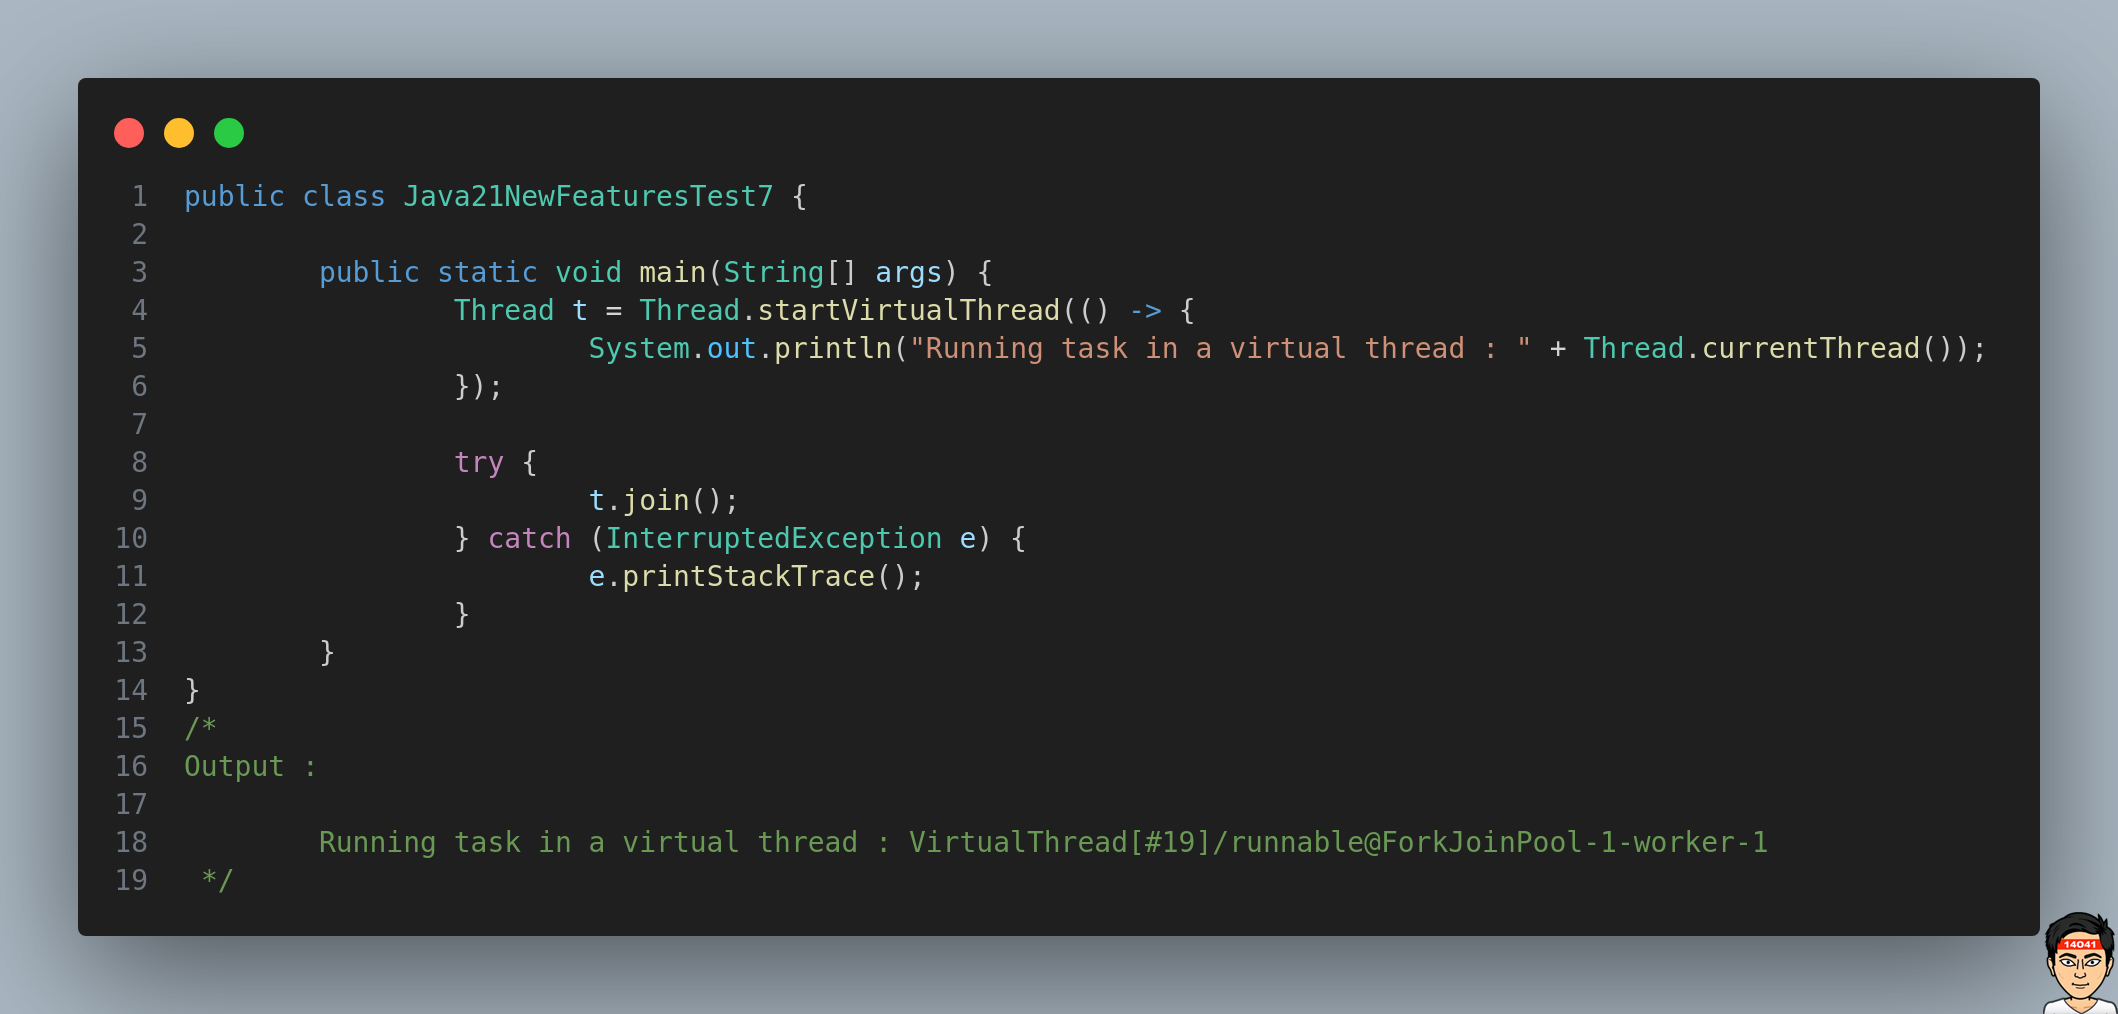 1 public class Java21NewFeaturesTest7 {
2
3 public static void main(String[] args) {
4 Thread t = Thread.startVirtualThread(() -> {
5 System.out.println("Running task in a virtual thread : " + Thread.currentThread());
6 });
7
8 try {
9 t.join();
10 } catch (InterruptedException e) {
11 e.printStackTrace();
12 }
13 }
14 }
15 /*
16 Output :
17
18 Running task in a virtual thread : VirtualThread[#19]/runnable@ForkJoinPool-1-worker-1
19 */
14041